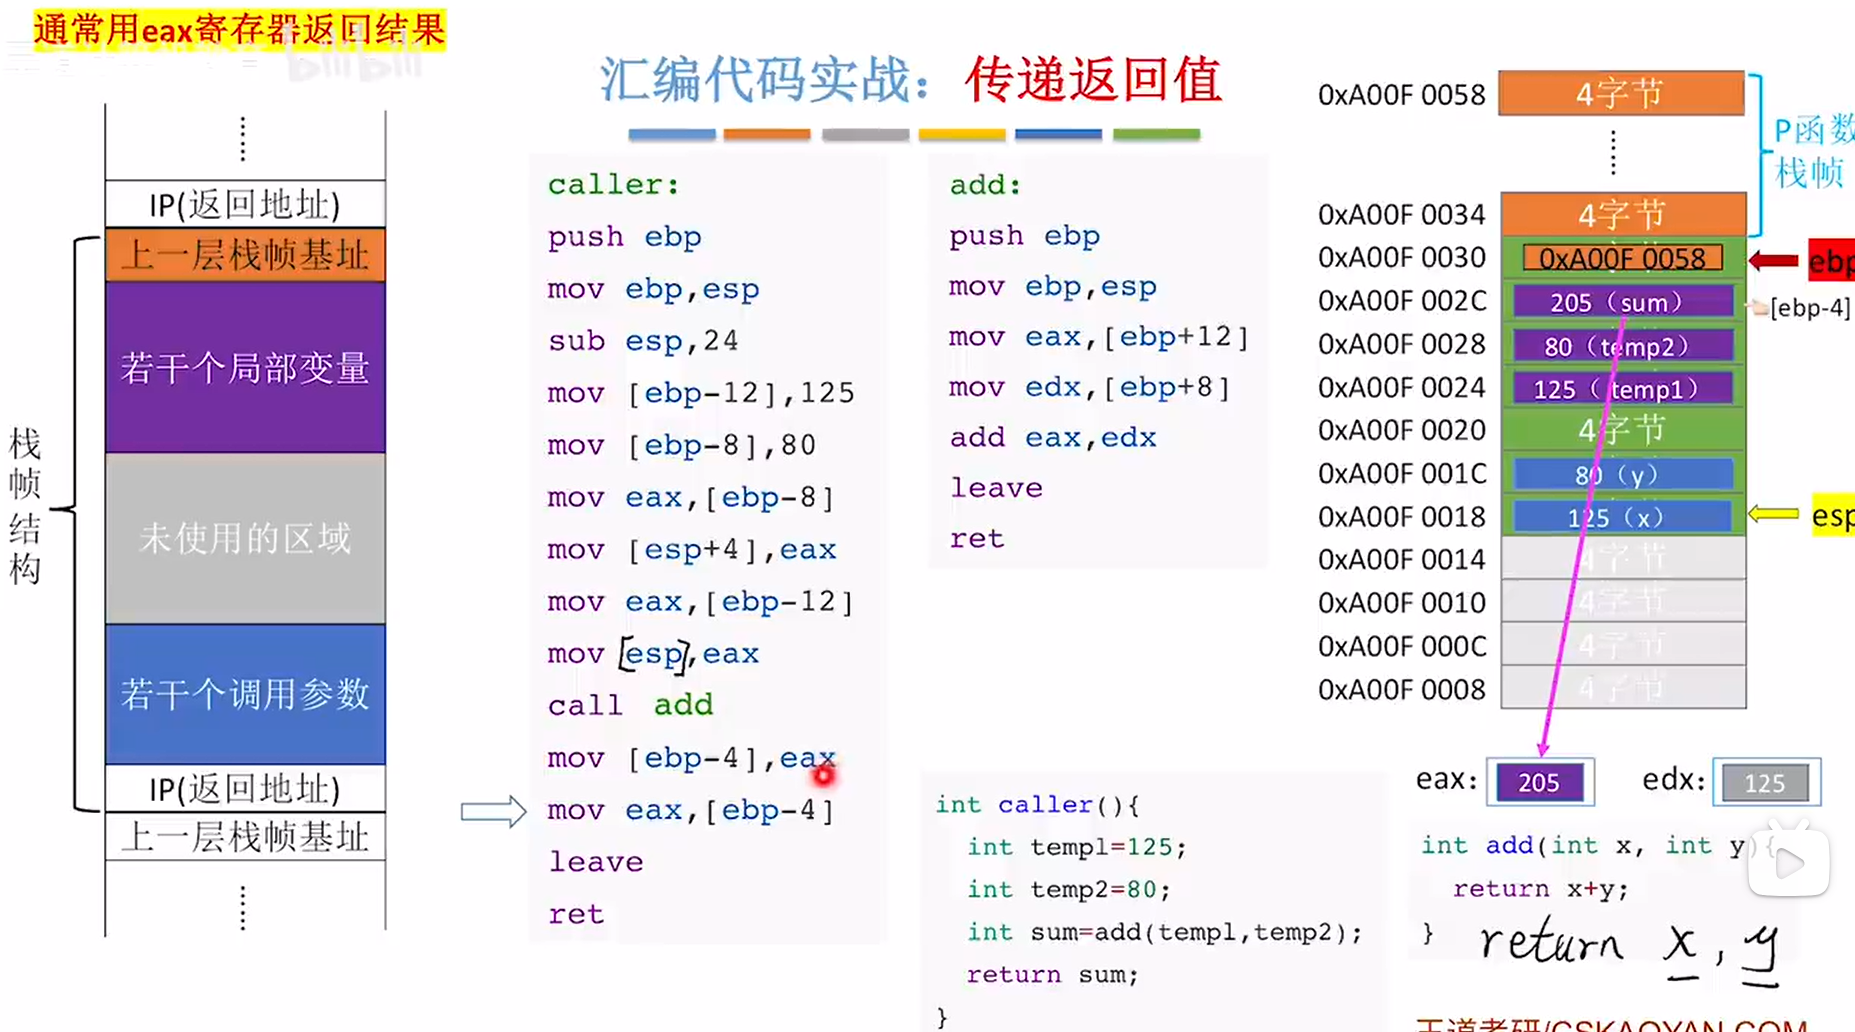 通常用eax寄存器返回结果
汇编代码实战：传递返回值
IP(返回地址)
上一层栈帧基址
若干个局部变量
未使用的区域
若干个调用参数
IP(返回地址)
上一层栈帧基址
栈帧结构
caller:
push ebp
mov ebp,esp
sub esp,24
mov [ebp-12],125
mov [ebp-8],80
mov eax,[ebp-8]
mov [esp+4],eax
mov eax,[ebp-12]
mov [esp],eax
call add
mov [ebp-4],eax
mov eax,[ebp-4]
leave
ret
add:
push ebp
mov ebp,esp
mov eax,[ebp+12]
mov edx,[ebp+8]
add eax,edx
leave
ret
int caller(){
int temp1=125;
int temp2=80;
int sum=add(temp1,temp2);
return sum;
}
0xA00F 0058 4字节
P函数
栈帧
0xA00F 0034 4字节
0xA00F 0030 0xA00F 0058 ebp
0xA00F 002C 205（sum） [ebp-4]
0xA00F 0028 80（temp2）
0xA00F 0024 125（temp1）
0xA00F 0020 4字节
0xA00F 001C 80（y）
0xA00F 0018 125（x） esp
0xA00F 0014 4字节
0xA00F 0010 4字节
0xA00F 000C 4字节
0xA00F 0008 4字节
eax: 205 edx: 125
int add(int x, int y){
return x+y;
}
return x , y
王道考研/CSKAOYAN.COM